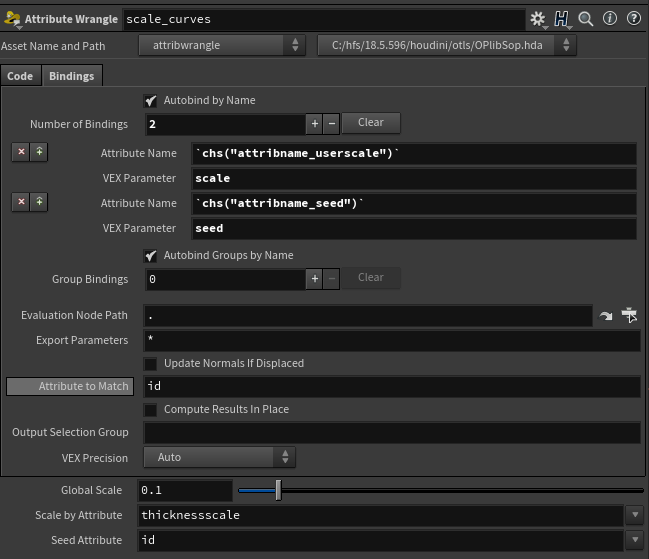 Attribute Wrangle scale_curves
Asset Name and Path attribwrangle C:/hfs/18.5.596/houdini/otls/OPlibSop.hda
Code Bindings
Autobind by Name
Number of Bindings 2 + − Clear
Attribute Name `chs("attribname_userscale")`
VEX Parameter scale
Attribute Name `chs("attribname_seed")`
VEX Parameter seed
Autobind Groups by Name
Group Bindings 0 + − Clear
Evaluation Node Path .
Export Parameters *
Update Normals If Displaced
Attribute to Match id
Compute Results In Place
Output Selection Group
VEX Precision Auto
Global Scale 0.1
Scale by Attribute thicknessscale
Seed Attribute id